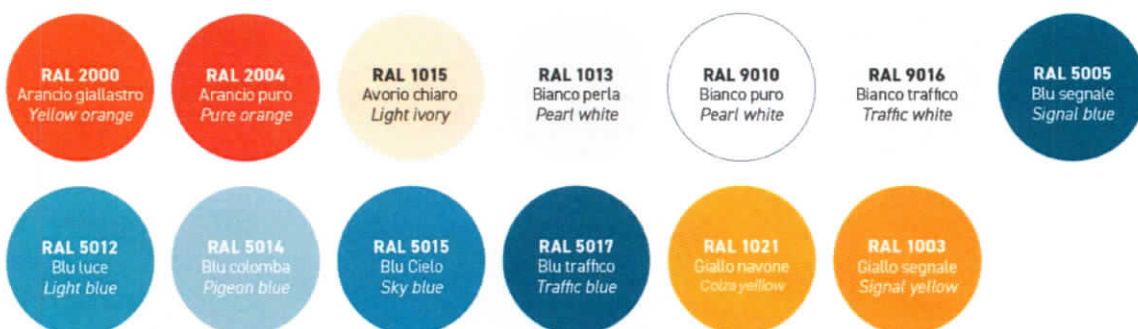 RAL 2000
Arancio giallastro
Yellow orange
RAL 2004
Arancio puro
Pure orange
RAL 1015
Avorio chiaro
Light ivory
RAL 1013
Bianco perla
Pearl white
RAL 9010
Bianco puro
Pearl white
RAL 9016
Bianco traffico
Traffic white
RAL 5005
Blu segnale
Signal blue
RAL 5012
Blu luce
Light blue
RAL 5014
Blu colomba
Pigeon blue
RAL 5015
Blu Cielo
Sky blue
RAL 5017
Blu traffico
Traffic blue
RAL 1021
Giallo navone
Colza yelllow
RAL 1003
Giallo segnale
Signal yellow